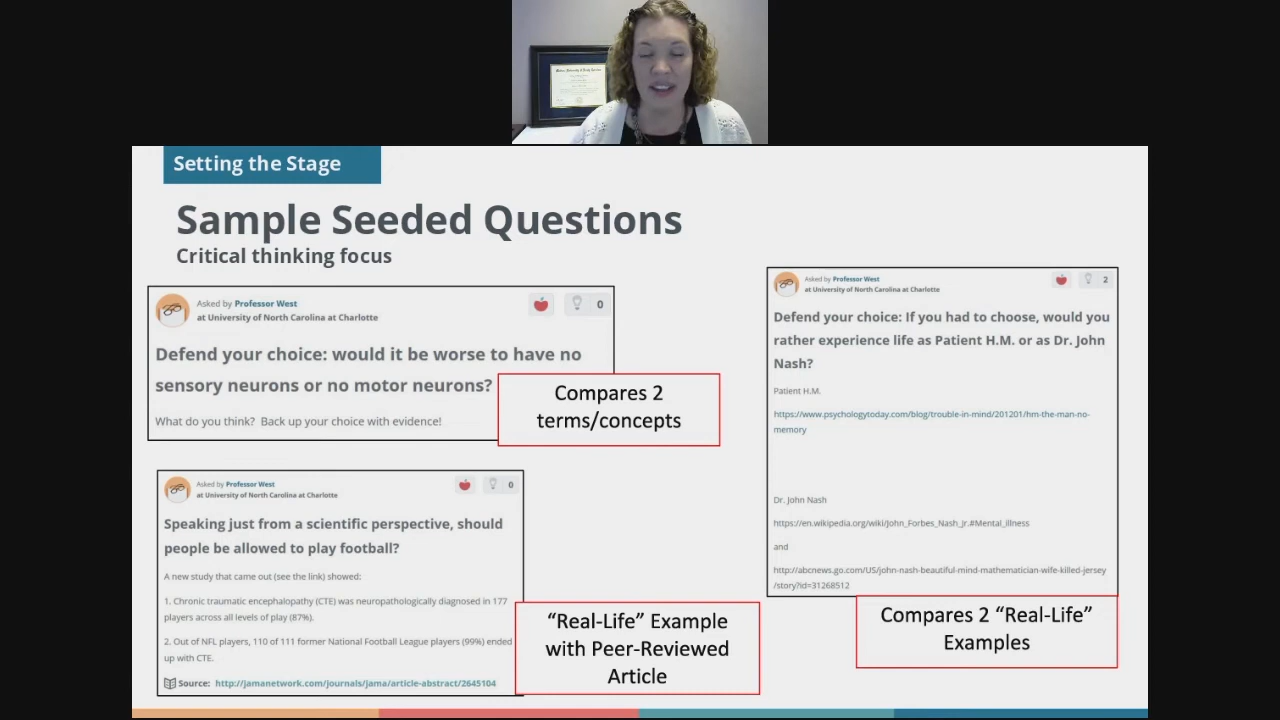 Setting the Stage
Sample Seeded Questions
Critical thinking focus
Asked by Professor West
at University of North Carolina at Charlotte
0
Defend your choice: would it be worse to have no
sensory neurons or no motor neurons?
What do you think? Back up your choice with evidence!
Compares 2
terms/concepts
Asked by Professor West
at University of North Carolina at Charlotte
0
Speaking just from a scientific perspective, should
people be allowed to play football?
A new study that came out (see the link) showed:
1. Chronic traumatic encephalopathy (CTE) was neuropathologically diagnosed in 177
players across all levels of play (87%).
2. Out of NFL players, 110 of 111 former National Football League players (99%) ended
up with CTE.
Source: http://jamanetwork.com/journals/jama/article-abstract/2645104
“Real-Life” Example
with Peer-Reviewed
Article
Asked by Professor West
at University of North Carolina at Charlotte
2
Defend your choice: If you had to choose, would you
rather experience life as Patient H.M. or as Dr. John
Nash?
Patient H.M.
https://www.psychologytoday.com/blog/trouble-in-mind/201201/hm-the-man-no-
memory
Dr. John Nash
https://en.wikipedia.org/wiki/John_Forbes_Nash_Jr.#Mental_illness
and
http://abcnews.go.com/US/john-nash-beautiful-mind-mathematician-wife-killed-jersey
/story?id=31268512
Compares 2 “Real-Life”
Examples